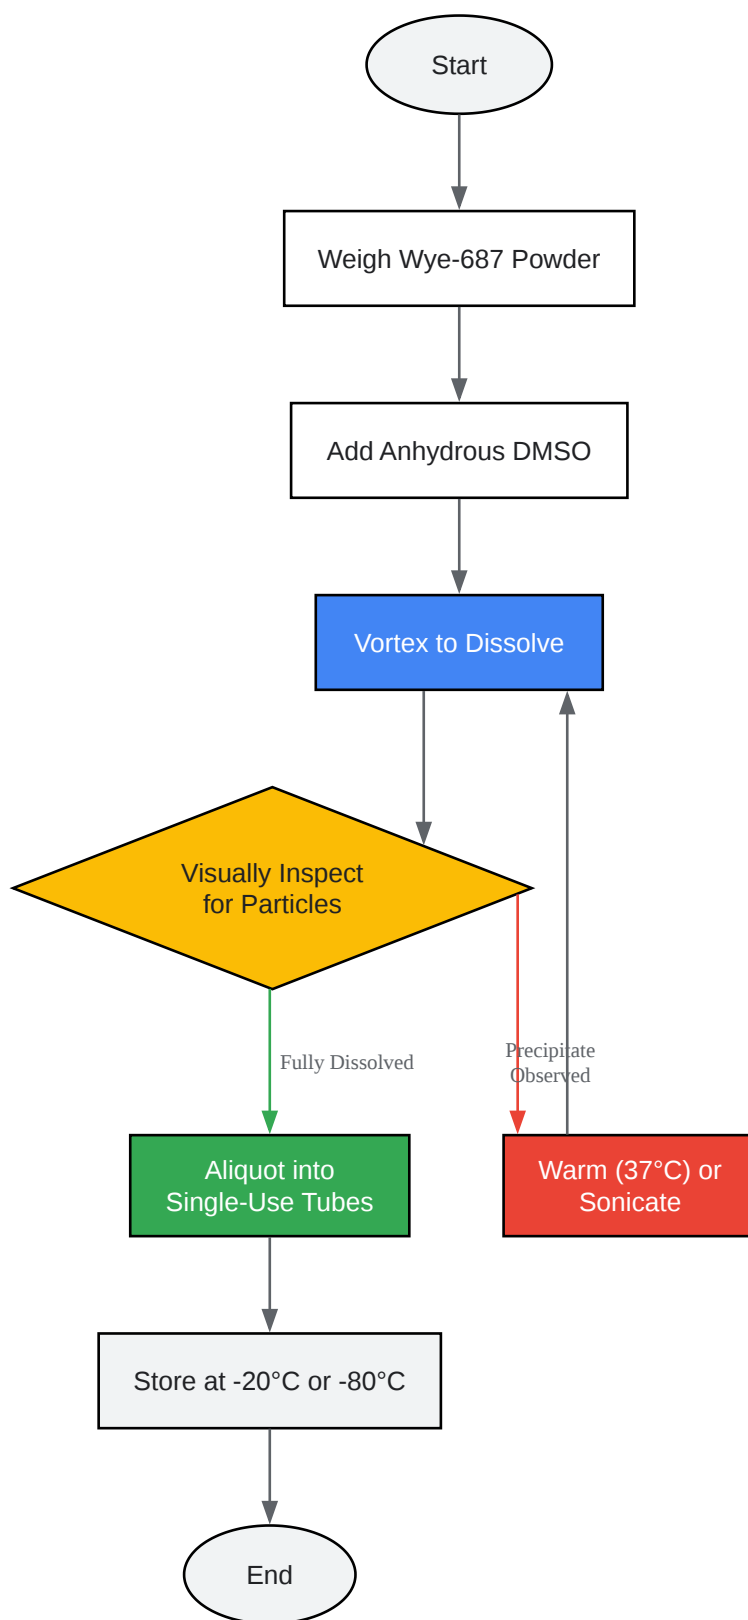 Start
Weigh Wye-687 Powder
Add Anhydrous DMSO
Vortex to Dissolve
Visually Inspect
for Particles
Fully Dissolved
Precipitate
Observed
Aliquot into
Single-Use Tubes
Warm (37°C) or
Sonicate
Store at -20°C or -80°C
End